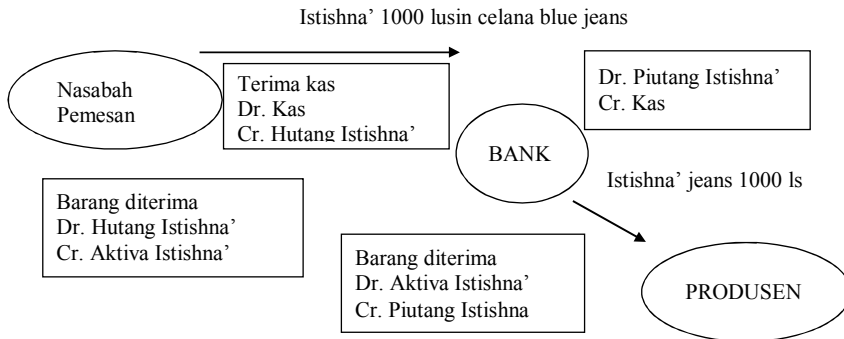 Istishna’ 1000 lusin celana blue jeans
Nasabah
Pemesan
Terima kas
Dr. Kas
Cr. Hutang Istishna’
Dr. Piutang Istishna’
Cr. Kas
BANK
Istishna’ jeans 1000 ls
Barang diterima
Dr. Hutang Istishna’
Cr. Aktiva Istishna’
Barang diterima
Dr. Aktiva Istishna’
Cr. Piutang Istishna
PRODUSEN